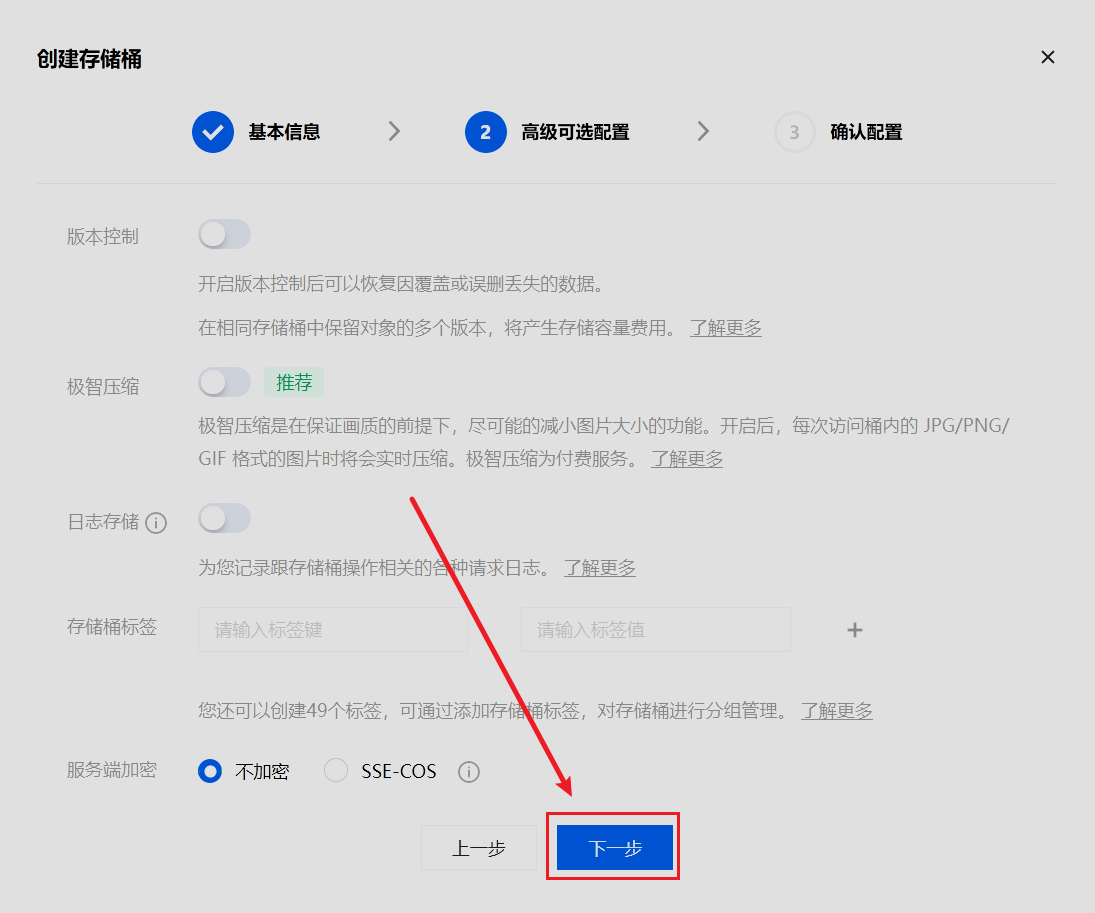 创建存储桶
基本信息
2 高级可选配置
3 确认配置
版本控制
开启版本控制后可以恢复因覆盖或误删丢失的数据。
在相同存储桶中保留对象的多个版本，将产生存储容量费用。 了解更多
极智压缩 推荐
极智压缩是在保证画质的前提下，尽可能的减小图片大小的功能。开启后，每次访问桶内的 JPG/PNG/
GIF 格式的图片时将会实时压缩。极智压缩为付费服务。 了解更多
日志存储
为您记录跟存储桶操作相关的各种请求日志。 了解更多
存储桶标签 请输入标签键 请输入标签值
您还可以创建49个标签，可通过添加存储桶标签，对存储桶进行分组管理。 了解更多
服务端加密 不加密 SSE-COS
上一步 下一步